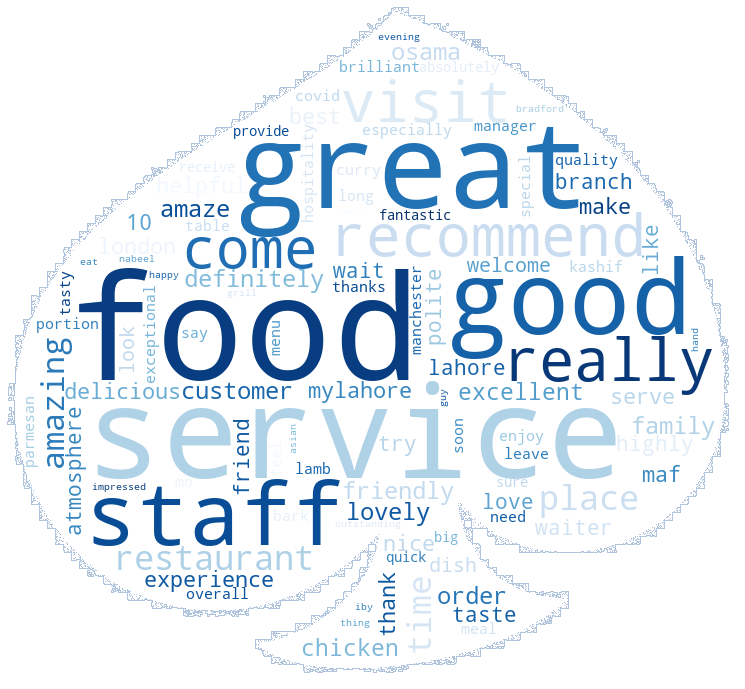 evening
osama
brilliant absolutely
visit
covid
best
bradford
provide
especially
manager
great
hospitality
receive
helpful
curry
long
special
quality
branch
make
amaze
fantastic
10
table
recommend
london
come
like
eat
nabeel
happy
definitely
wait
thanks
welcome
kashif
polite
manchester
tasty
food
grill
good
portion
exceptional
say
menu
look
hand
really
lahore
amazing
delicious
customer
mylahore
excellent
guy
serve
parmesan
service
family
atmosphere
friend
feel
asian
try
soon
enjoy
highly
leave
lamb
maf
impressed
staff
mo
friendly
sure
love
place
bark
lovely
need
outstanding
waiter
restaurant
nice
big
quick
dish
experience
overall
thank
time
order
iby
taste
thing
meal
chicken